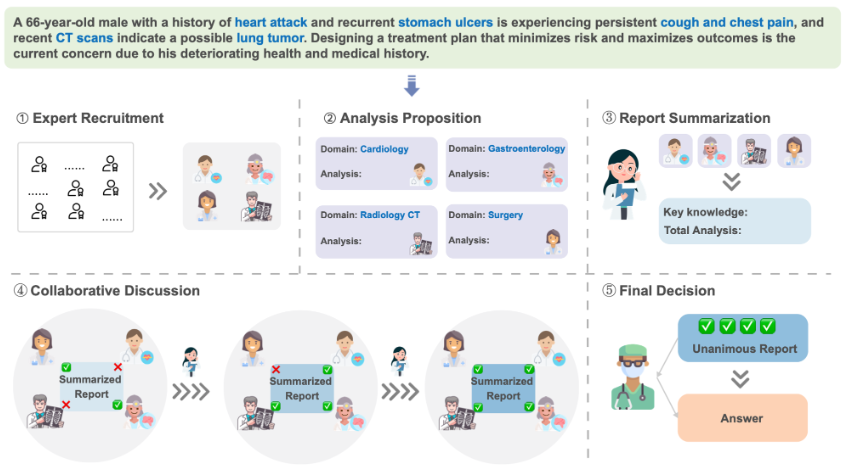 A 66-year-old male with a history of heart attack and recurrent stomach ulcers is experiencing persistent cough and chest pain, and
recent CT scans indicate a possible lung tumor. Designing a treatment plan that minimizes risk and maximizes outcomes is the
current concern due to his deteriorating health and medical history.
① Expert Recruitment
......
......
......
② Analysis Proposition
Domain: Cardiology
Analysis:
Domain: Gastroenterology
Analysis:
Domain: Radiology CT
Analysis:
Domain: Surgery
Analysis:
③ Report Summarization
Key knowledge:
Total Analysis:
④ Collaborative Discussion
Summarized
Report
Summarized
Report
Summarized
Report
⑤ Final Decision
Unanimous Report
Answer